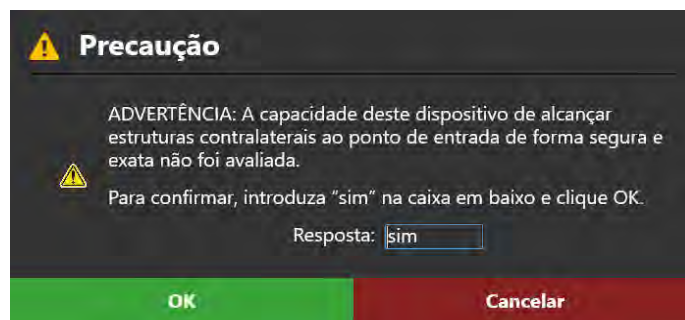 Precaução
ADVERTÊNCIA: A capacidade deste dispositivo de alcançar
estruturas contralaterais ao ponto de entrada de forma segura e
exata não foi avaliada.
Para confirmar, introduza “sim” na caixa em baixo e clique OK.
Resposta: sim
OK Cancelar